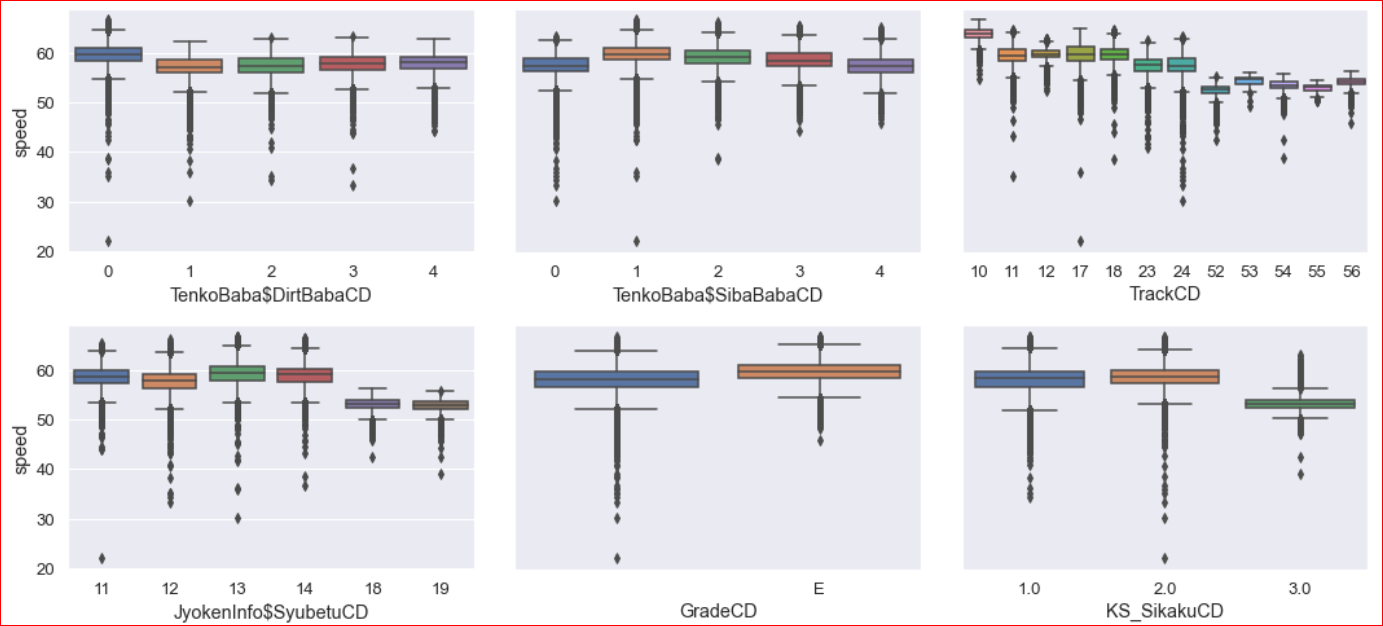 speed
60
50
40
30
20
0 1 2 3 4
TenkoBaba$DirtBabaCD
0 1 2 3 4
TenkoBaba$SibaBabaCD
10 11 12 17 18 23 24 52 53 54 55 56
TrackCD
speed
60
50
40
30
20
11 12 13 14 18 19
JyokenInfo$SyubetuCD
E
GradeCD
1.0 2.0 3.0
KS_SikakuCD